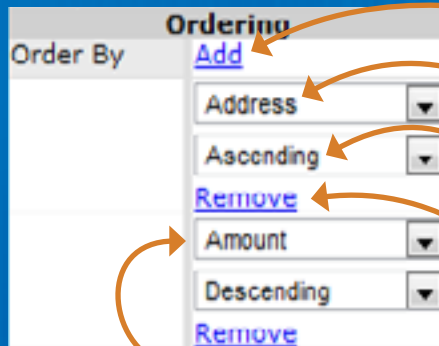 Ordering
Order By Add
Address
Ascending
Remove
Amount
Descending
Remove